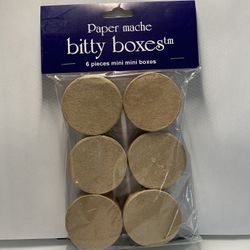 Paper mache
bitty boxes™
6 pieces mini mini boxes